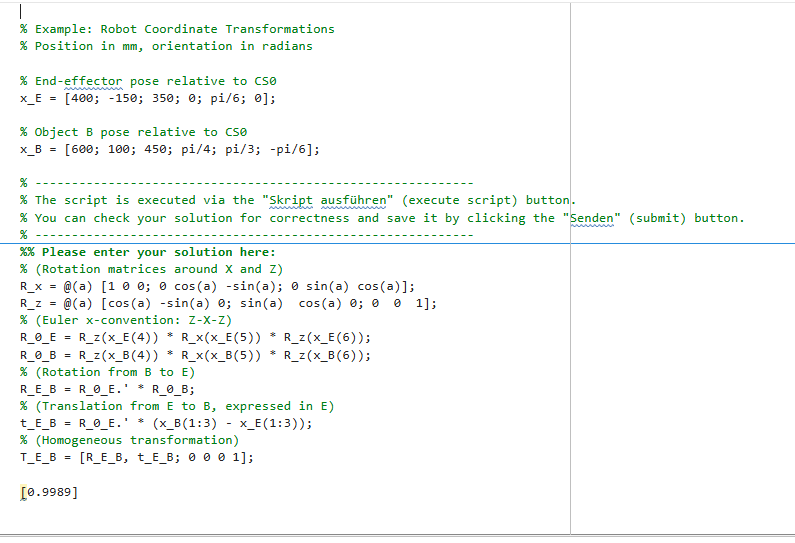 % Example: Robot Coordinate Transformations
% Position in mm, orientation in radians
% End-effector pose relative to CS0
x_E = [400; -150; 350; 0; pi/6; 0];
% Object B pose relative to CS0
x_B = [600; 100; 450; pi/4; pi/3; -pi/6];
% ------------------------------------------------------------
% The script is executed via the "Skript ausführen" (execute script) button.
% You can check your solution for correctness and save it by clicking the "Senden" (submit) button.
% ------------------------------------------------------------
%% Please enter your solution here:
% (Rotation matrices around X and Z)
R_x = @(a) [1 0 0; 0 cos(a) -sin(a); 0 sin(a) cos(a)];
R_z = @(a) [cos(a) -sin(a) 0; sin(a)  cos(a) 0; 0  0  1];
% (Euler x-convention: Z-X-Z)
R_0_E = R_z(x_E(4)) * R_x(x_E(5)) * R_z(x_E(6));
R_0_B = R_z(x_B(4)) * R_x(x_B(5)) * R_z(x_B(6));
% (Rotation from B to E)
R_E_B = R_0_E.' * R_0_B;
% (Translation from E to B, expressed in E)
t_E_B = R_0_E.' * (x_B(1:3) - x_E(1:3));
% (Homogeneous transformation)
T_E_B = [R_E_B, t_E_B; 0 0 0 1];
[0.9989]